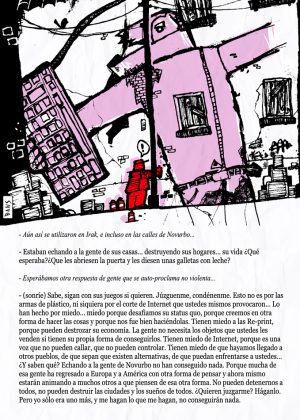 - Aún así se utilizaron en Irak, e incluso en las calles de Novurbo...
- Estaban echando a la gente de sus casas... destruyendo sus hogares... su vida ¿Qué
esperaba?¿Que les abriesen la puerta y les diesen unas galletas con leche?
- Esperábamos otra respuesta de gente que se auto-proclama no violenta...
- (sonríe) Sabe, sigan con sus juegos si quieren. Júzguenme, condénenme. Esto no es por las
armas de plástico, ni siquiera por el corte de Internet que ustedes mismos provocaron... Lo
han hecho por miedo... miedo porque desafiamos su status quo, porque creemos en otra
forma de hacer las cosas y porque nos fue bien haciéndolas. Tienen miedo a las Re-print,
porque pueden destrozar su economía. La gente no necesita los objetos que ustedes les
venden si tienen su propia forma de conseguirlos. Tienen miedo de Internet, porque es una
voz que no pueden callar, que no pueden controlar. Tienen miedo de que hayamos llegado a
otros pueblos, de que sepan que existen alternativas, de que puedan enfrentarse a ustedes...
¿Y saben qué? Echando a la gente de Novurbo no han conseguido nada. Porque mucha de
esa gente ha regresado a Europa y a América con otra forma de pensar y ahora mismo
estarán animando a muchos otros a que piensen de esa otra forma. No pueden detenernos a
todos, no pueden destruir las ciudades y los sueños de todos. ¿Quieren juzgarme? Háganlo.
Pero yo sólo era uno más, y me hagan lo que me hagan, no conseguirán nada.